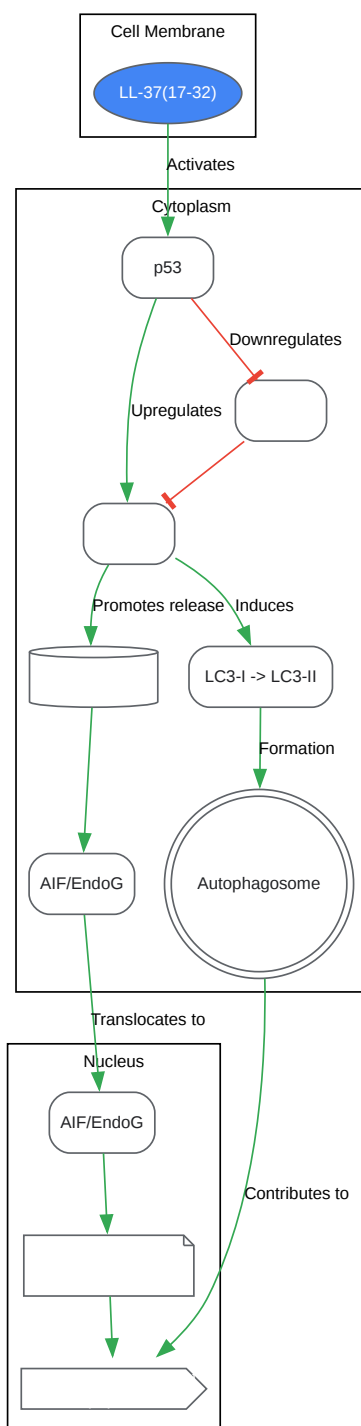 Cell Membrane
LL-37(17-32)
Activates
Cytoplasm
p53
Downregulates
Upregulates
Promotes release
Induces
LC3-I -> LC3-II
Formation
AIF/EndoG
Autophagosome
Translocates to
Nucleus
AIF/EndoG
Contributes to